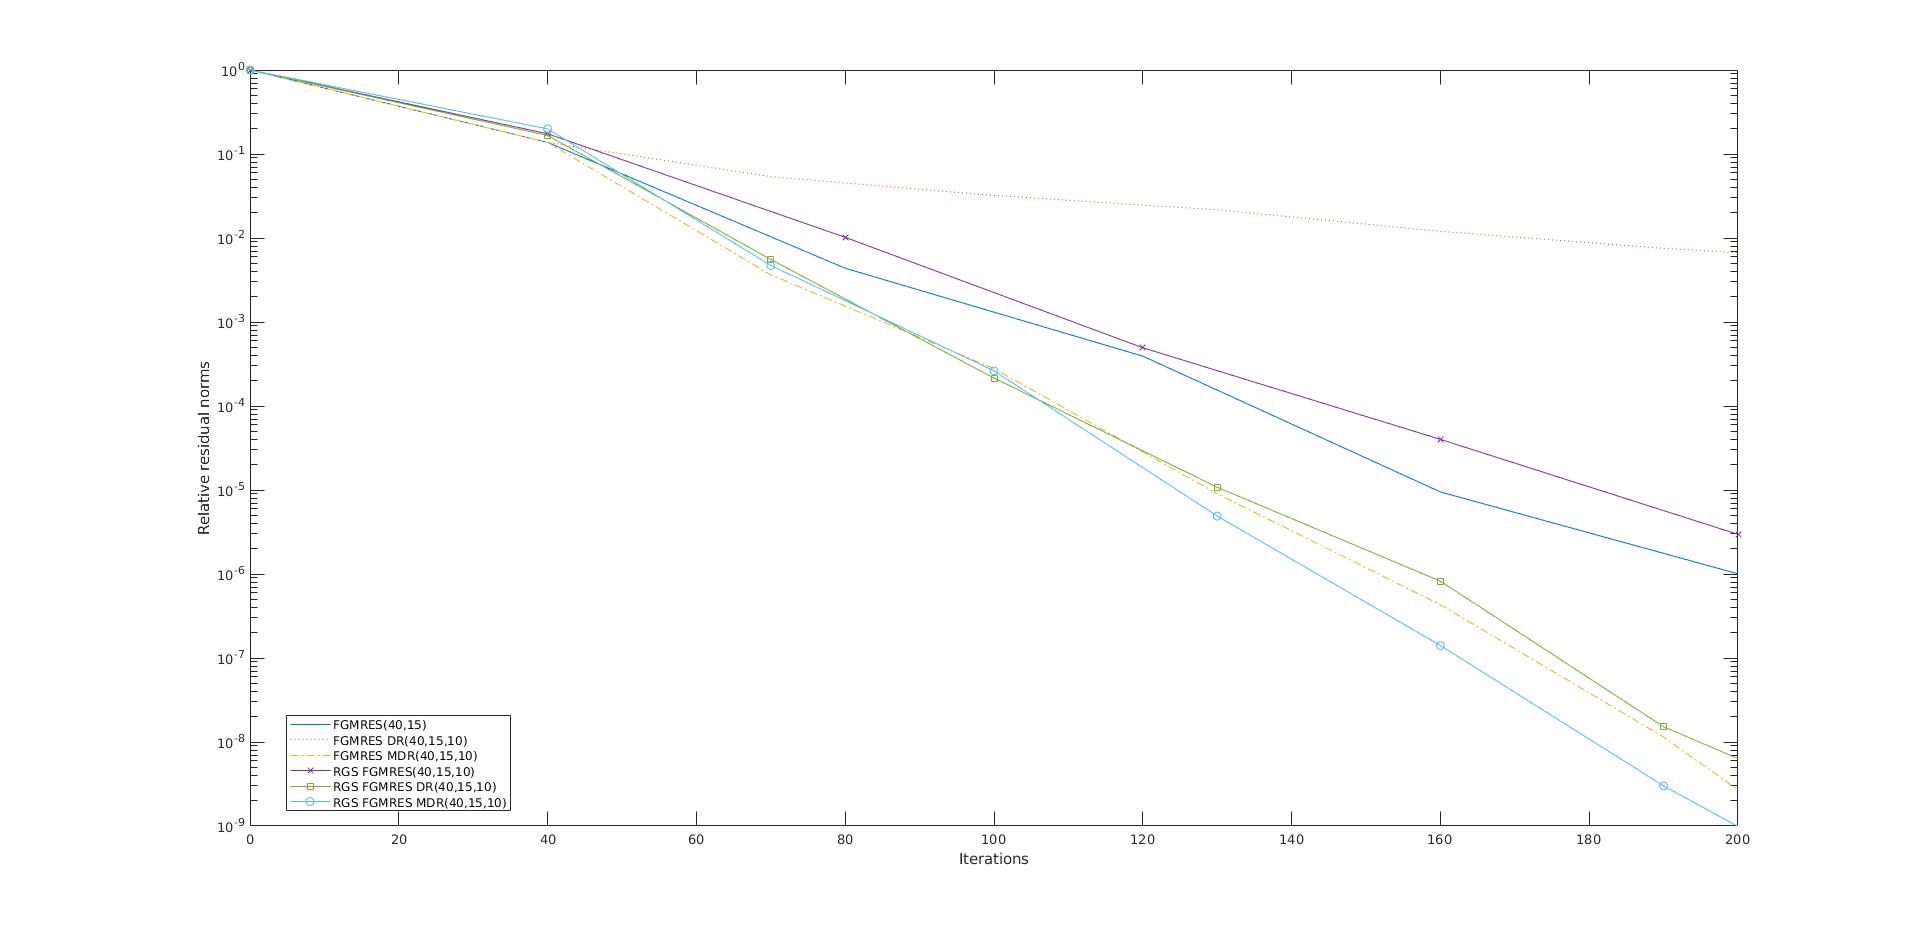 10^0
10^-1
10^-2
10^-3
10^-4
10^-5
10^-6
10^-7
10^-8
10^-9
Relative residual norms
FGMRES(40,15)
FGMRES DR(40,15,10)
FGMRES MDR(40,15,10)
RGS FGMRES(40,15,10)
RGS FGMRES DR(40,15,10)
RGS FGMRES MDR(40,15,10)
0 20 40 60 80 100 120 140 160 180 200
Iterations